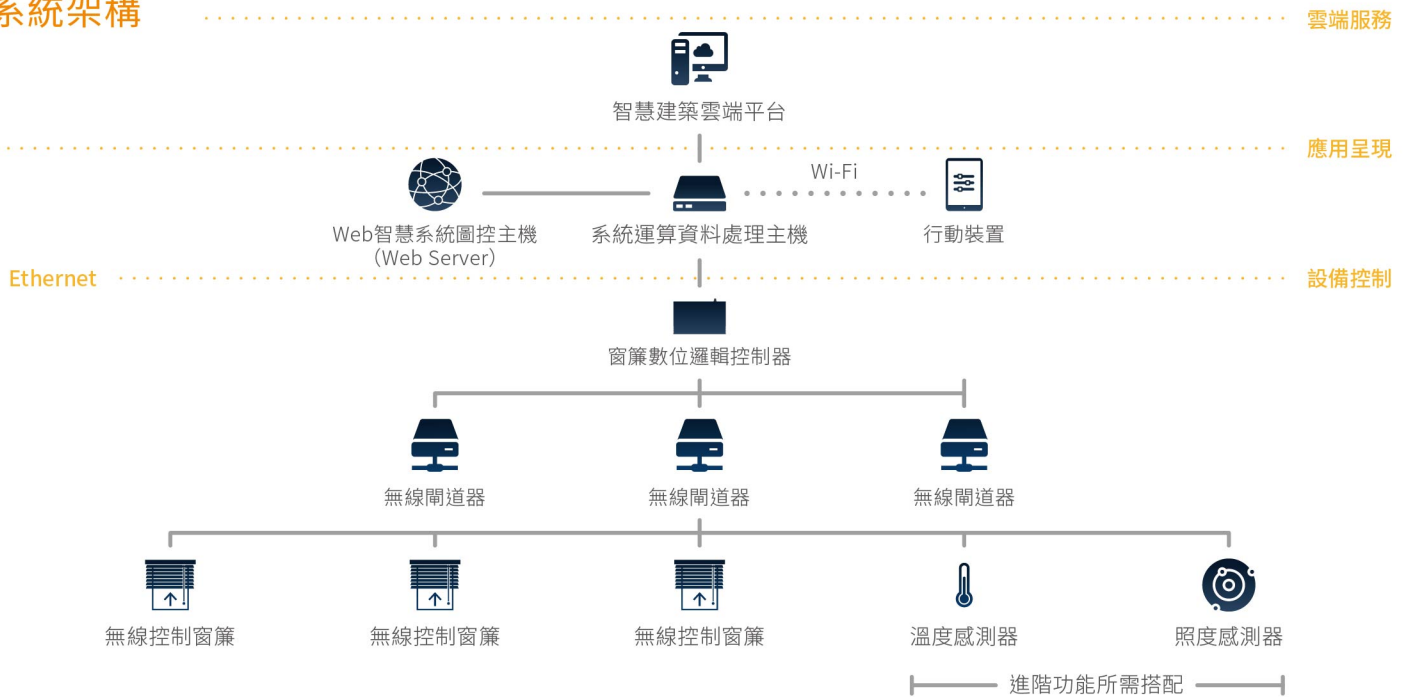 系統架構
雲端服務
智慧建築雲端平台
應用呈現
Wi-Fi
Web智慧系統圖控主機
（Web Server）
系統運算資料處理主機
行動裝置
Ethernet
設備控制
窗簾數位邏輯控制器
無線閘道器
無線閘道器
無線閘道器
無線控制窗簾
無線控制窗簾
無線控制窗簾
溫度感測器
照度感測器
進階功能所需搭配